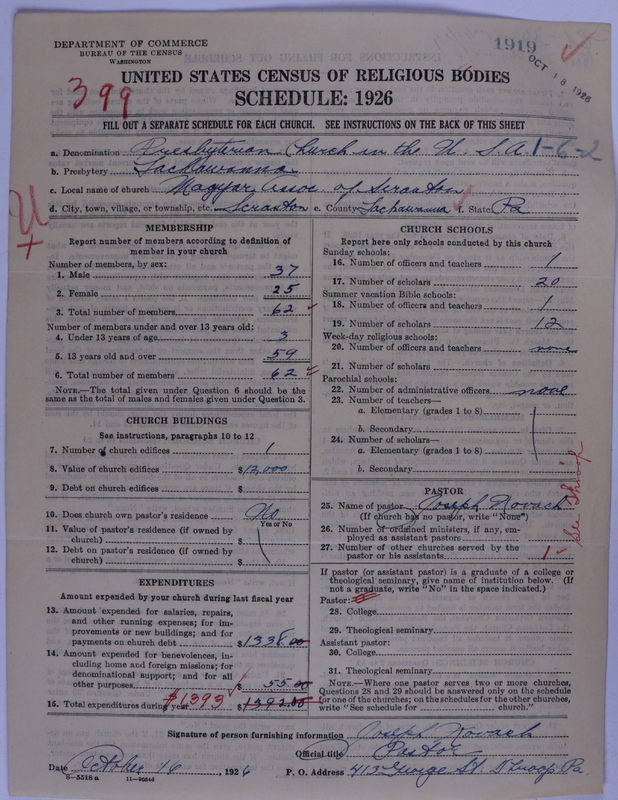 DEPARTMENT OF COMMERCE
BUREAU OF THE CENSUS
WASHINGTON
1919
OCT 18 1926
399
UNITED STATES CENSUS OF RELIGIOUS BODIES
SCHEDULE: 1926
FILL OUT A SEPARATE SCHEDULE FOR EACH CHURCH. SEE INSTRUCTIONS ON THE BACK OF THIS SHEET
a. Denomination Presbyterian Church in the U. S. A. 1-6-2
b. Presbytery Lackawanna
c. Local name of church Magyar Assoc. of Scranton
d. City, town, village, or township, etc. Scranton e. County Lackawanna f. State Pa
U
+
MEMBERSHIP
Report number of members according to definition of
member in your church
Number of members, by sex:
1. Male 37
2. Female 25
3. Total number of members 62
Number of members under and over 13 years old:
4. Under 13 years of age 3
5. 13 years old and over 59
6. Total number of members 62
NOTE.—The total given under Question 6 should be
same as the total of males and females given under Question 3.
CHURCH BUILDINGS
See instructions, paragraphs 10 to 12
7. Number of church edifices 1
8. Value of church edifices $12,000
9. Debt on church edifices $
10. Does church own pastor's residence No
Yes or No
11. Value of pastor's residence (if owned by
church) $
12. Debt on pastor's residence (if owned by
church) $
EXPENDITURES
Amount expended by your church during last fiscal year
13. Amount expended for salaries, repairs,
and other running expenses; for im-
provements or new buildings; and for
payments on church debt $1338.00
14. Amount expended for benevolences, in-
cluding home and foreign missions; for
denominational support; and for all
other purposes $55.00
$1393
15. Total expenditures during year $1392.00
CHURCH SCHOOLS
Report here only schools conducted by this church
Sunday schools:
16. Number of officers and teachers 1
17. Number of scholars 20
Summer vacation Bible schools:
18. Number of officers and teachers 1
19. Number of scholars 12
Week-day religious schools:
20. Number of officers and teachers none
21. Number of scholars
Parochial schools:
22. Number of administrative officers none
23. Number of teachers—
a. Elementary (grades 1 to 8)
b. Secondary
24. Number of scholars—
a. Elementary (grades 1 to 8)
b. Secondary
PASTOR
25. Name of pastor Joseph Kovach
(If church has no pastor, write "None")
26. Number of ordained ministers, if any, em-
ployed as assistant pastors
27. Number of other churches served by the
pastor or his assistants 1
See Throop
If pastor (or assistant pastor) is a graduate of a college or
theological seminary, give name of institution below. (If
not a graduate, write "No" in the space indicated.)
Pastor:
28. College
29. Theological seminary
Assistant pastor:
30. College
31. Theological seminary
NOTE.—Where one pastor serves two or more churches,
Questions 28 and 29 should be answered only on the schedule
for one of the churches; on the schedules for the other churches,
write "See schedule for church."
Signature of person furnishing information Joseph Kovach
Official title Pastor
Date October 16, 1926 P. O. Address 413 George St. Throop Pa.